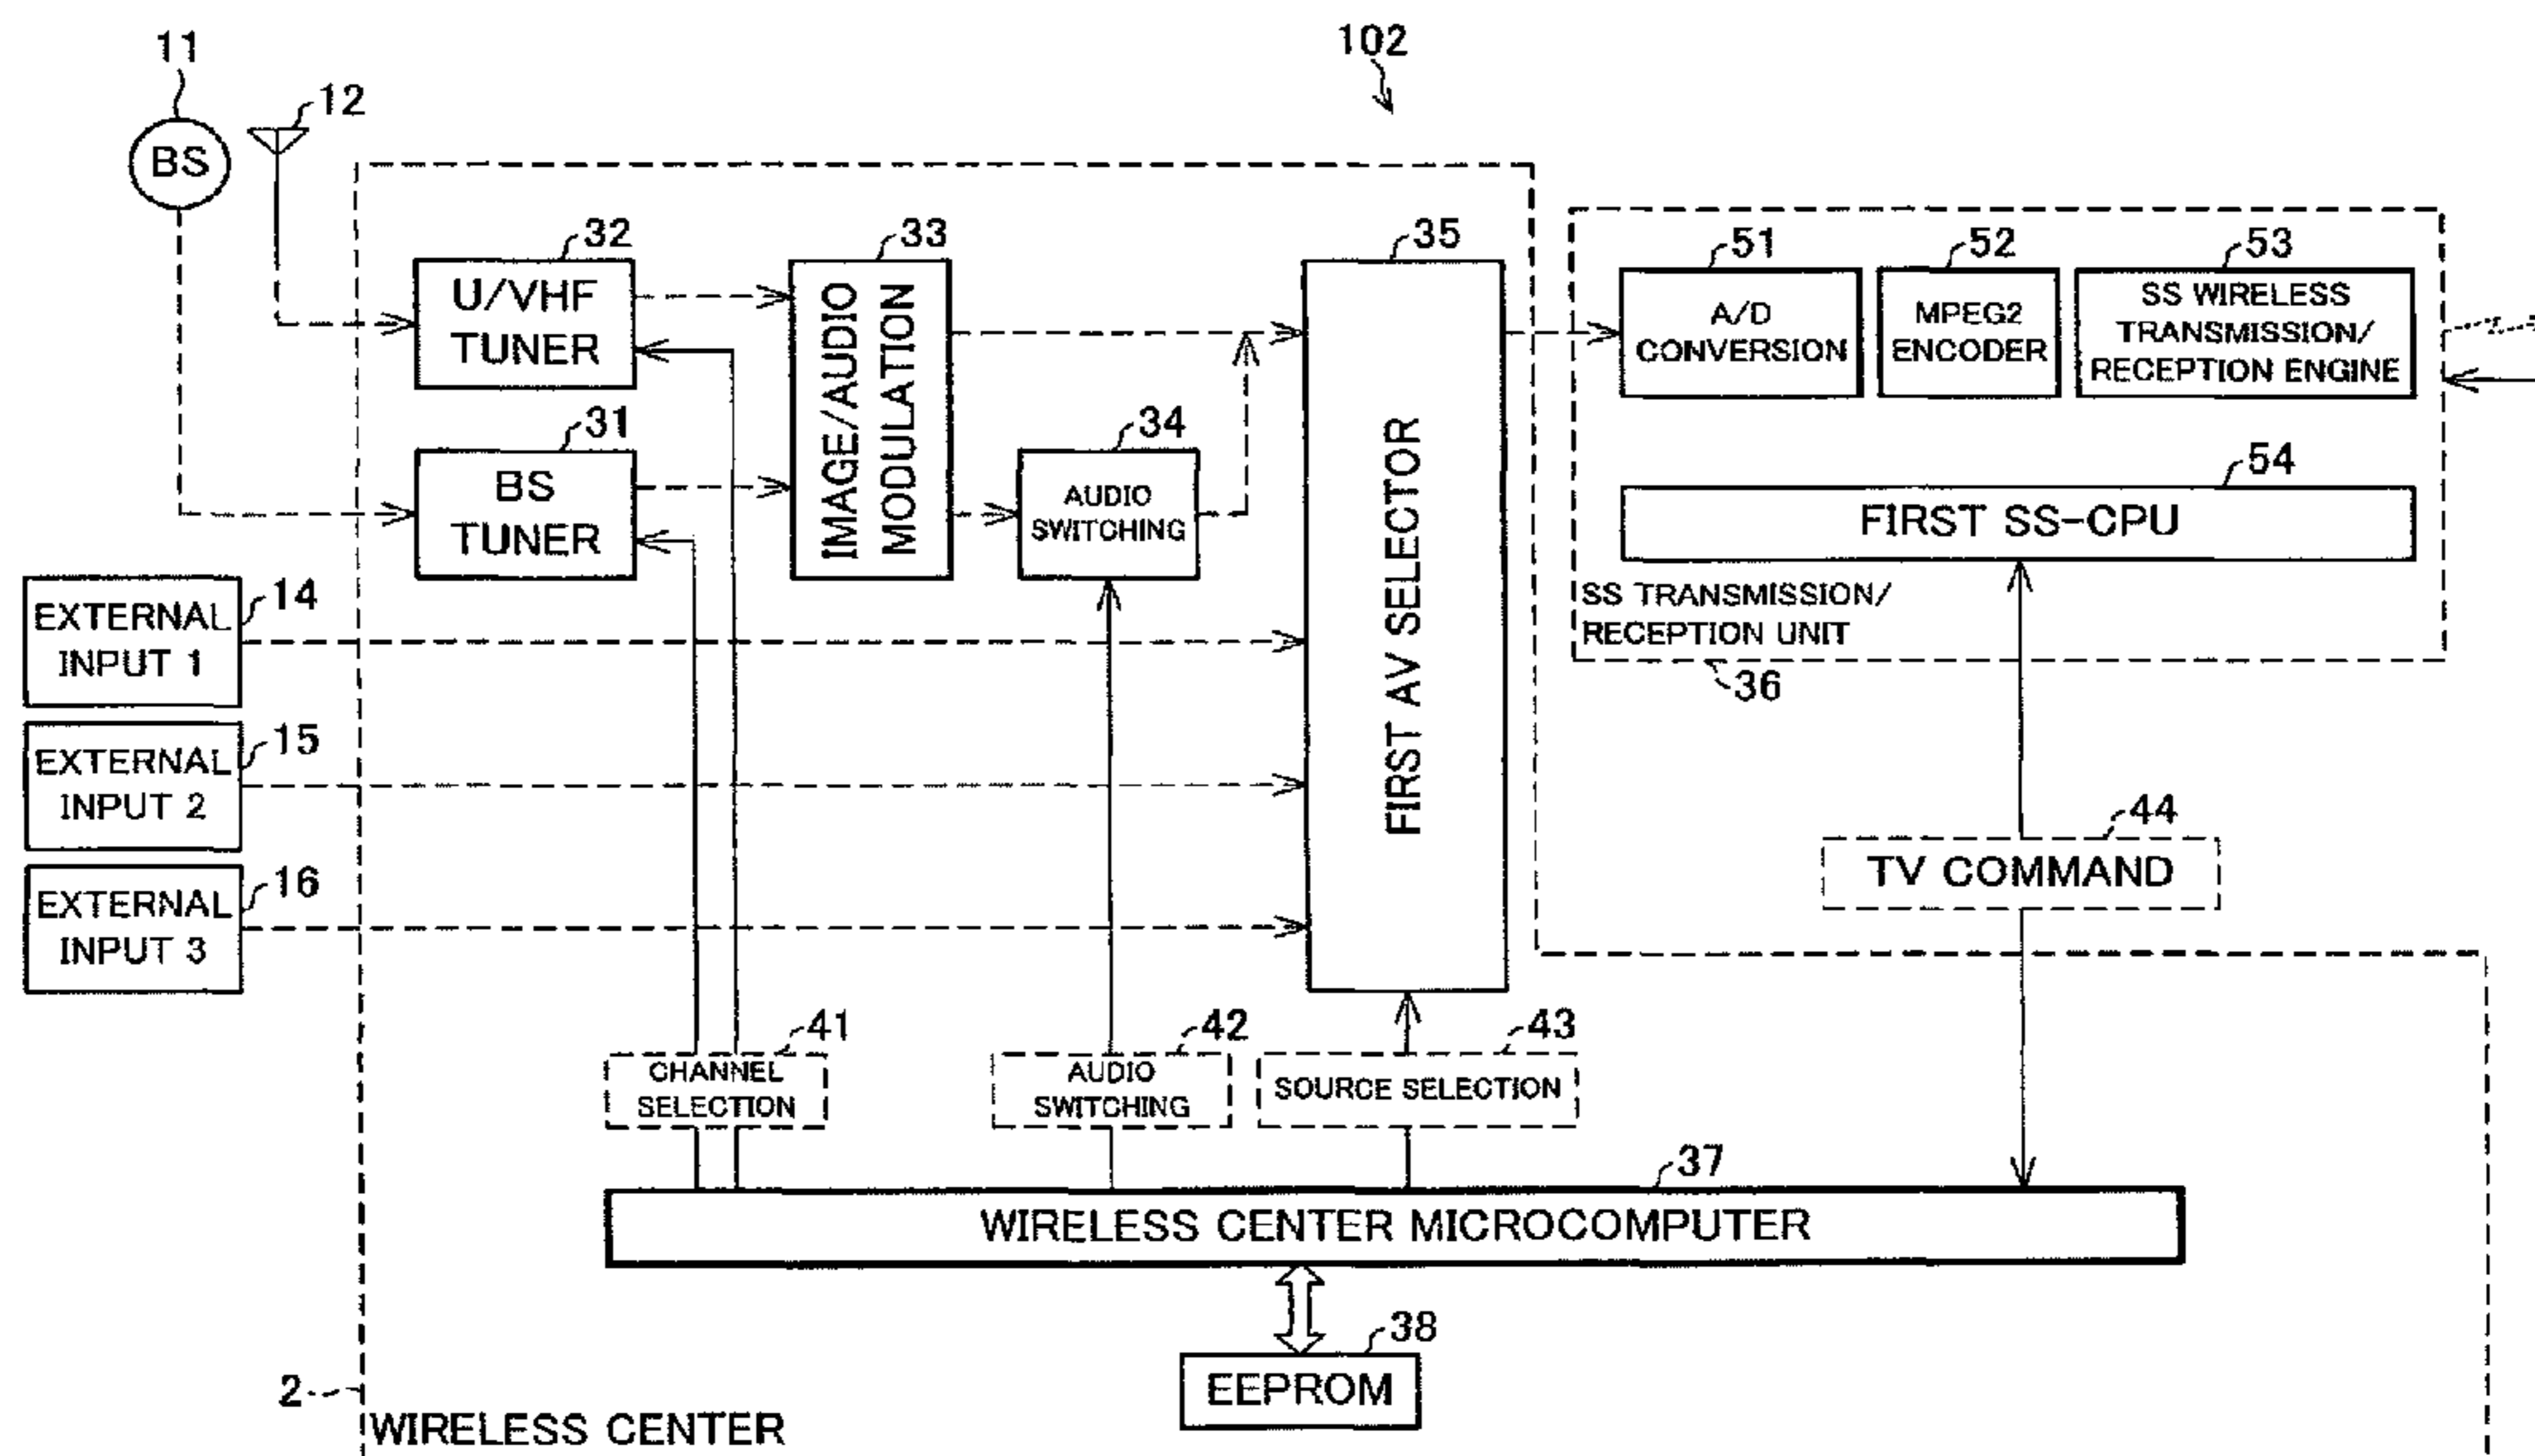 102
11
12
BS
32
U/VHF
TUNER
33
IMAGE/AUDIO
MODULATION
35
FIRST AV SELECTOR
51
A/D
CONVERSION
52
MPEG2
ENCODER
53
SS WIRELESS
TRANSMISSION/
RECEPTION ENGINE
31
BS
TUNER
34
AUDIO
SWITCHING
54
FIRST SS-CPU
SS TRANSMISSION/
RECEPTION UNIT
36
14
EXTERNAL
INPUT 1
15
EXTERNAL
INPUT 2
16
EXTERNAL
INPUT 3
44
TV COMMAND
41
CHANNEL
SELECTION
42
AUDIO
SWITCHING
43
SOURCE SELECTION
37
WIRELESS CENTER MICROCOMPUTER
38
EEPROM
2
WIRELESS CENTER